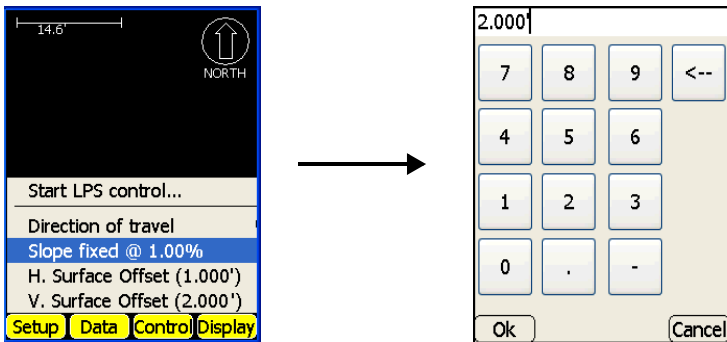 14.6'
NORTH
Start LPS control...
Direction of travel
Slope fixed @ 1.00%
H. Surface Offset (1.000')
V. Surface Offset (2.000')
Setup Data Control Display
2.000'
7 8 9 <--
4 5 6
1 2 3
0 . -
Ok Cancel